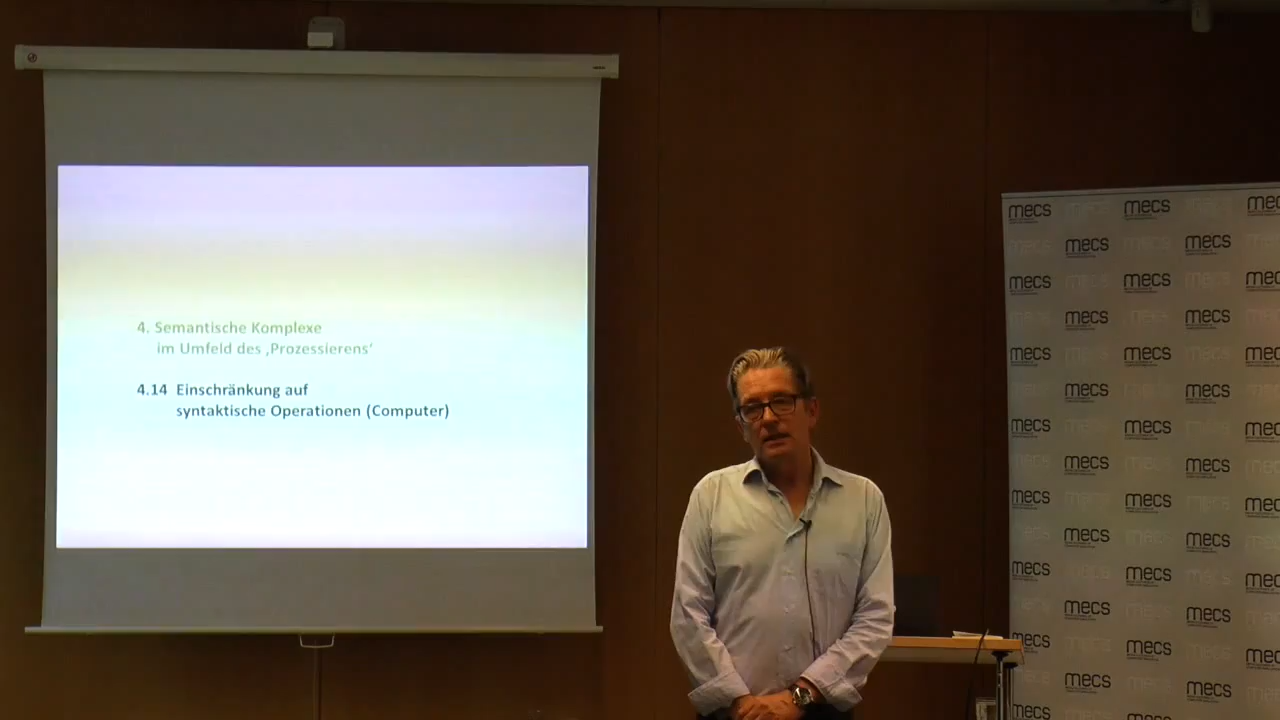 4. Semantische Komplexe
im Umfeld des ‚Prozessierens‘
4.14 Einschränkung auf
syntaktische Operationen (Computer)
mecs